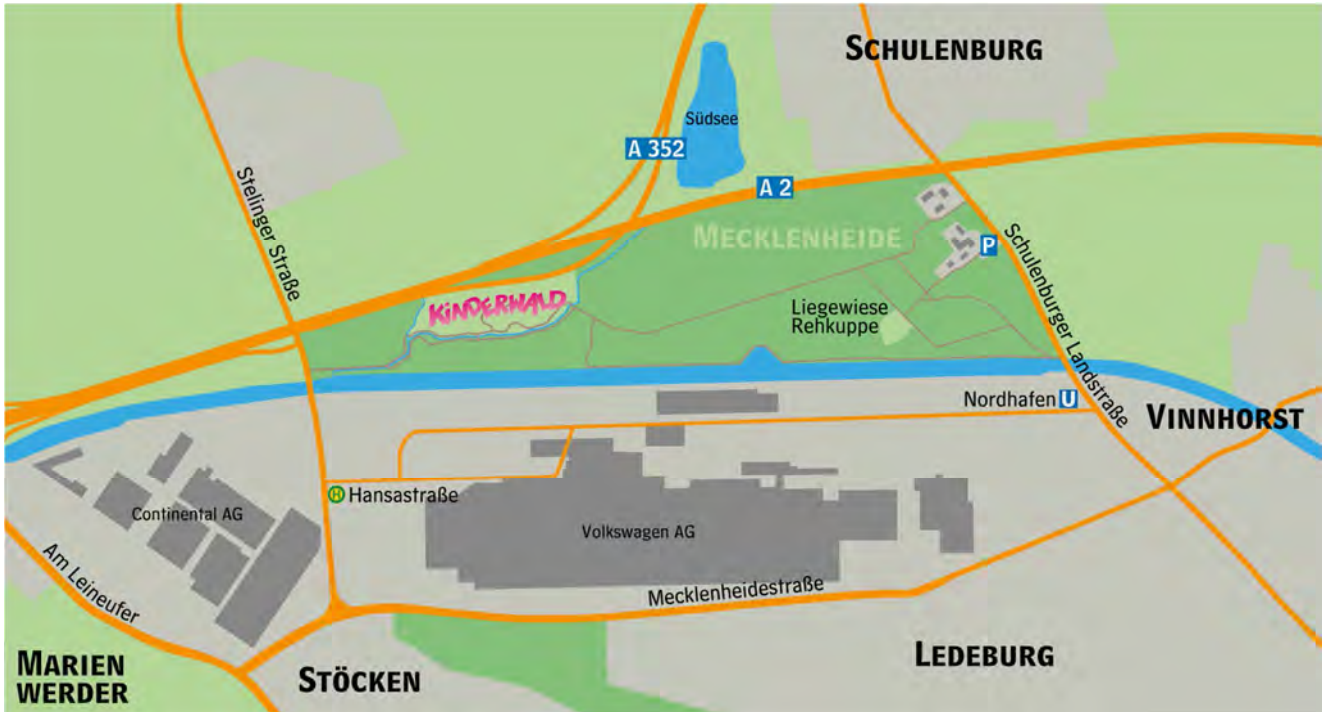 SCHULENBURG
Südsee
A 352
A 2
Stelinger Straße
MECKLENHEIDE
P
Schulenburger Landstraße
KINDERWALD
Liegewiese
Rehkuppe
Nordhafen U
VINNHORST
H Hansastraße
Continental AG
Volkswagen AG
Am Leineufer
Mecklenheidestraße
MARIEN
WERDER
STÖCKEN
LEDEBURG